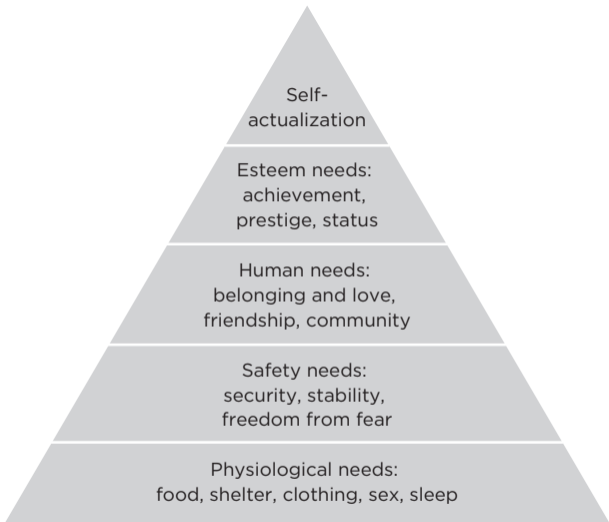 Self-
actualization
Esteem needs:
achievement,
prestige, status
Human needs:
belonging and love,
friendship, community
Safety needs:
security, stability,
freedom from fear
Physiological needs:
food, shelter, clothing, sex, sleep